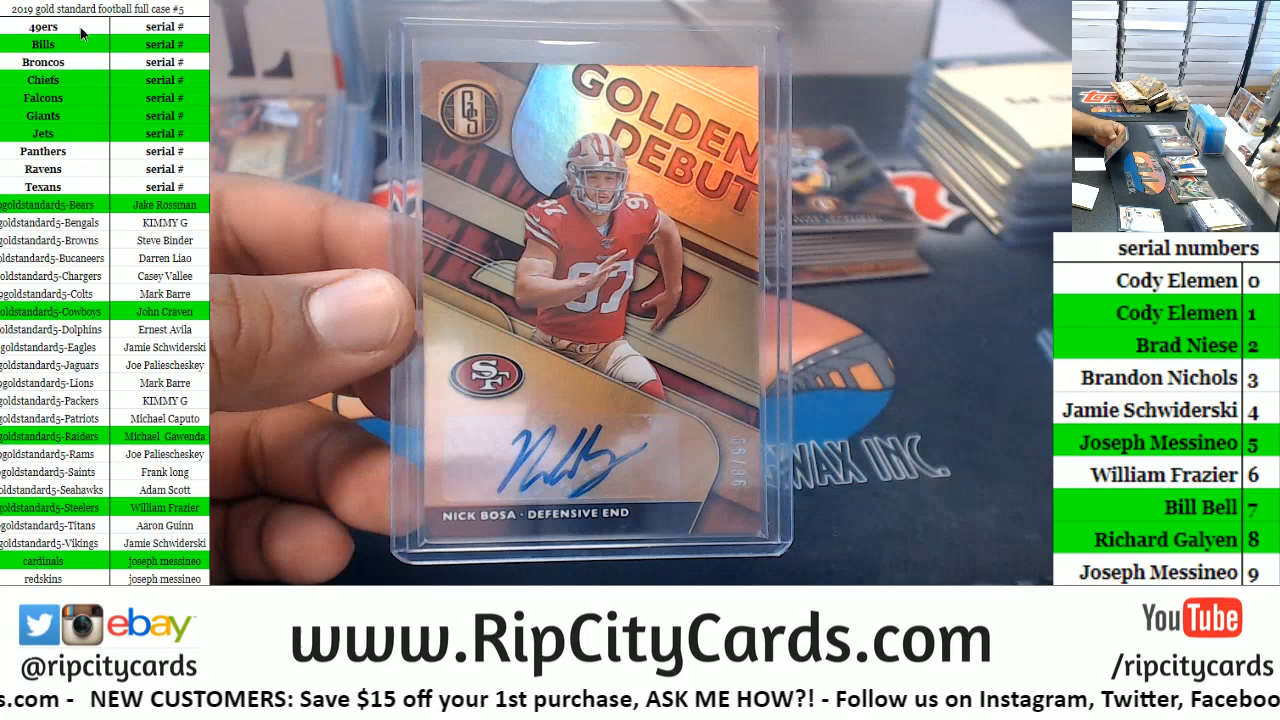 2019 gold standard football full case #5
49ers serial #
Bills serial #
Broncos serial #
Chiefs serial #
Falcons serial #
Giants serial #
Jets serial #
Panthers serial #
Ravens serial #
Texans serial #
goldstandard5-Bears Jake Rossman
goldstandard5-Bengals KIMMY G
goldstandard5-Browns Steve Binder
goldstandard5-Bucaneers Darren Liao
goldstandard5-Chargers Casey Vallee
goldstandard5-Colts Mark Barre
goldstandard5-Cowboys John Craven
goldstandard5-Dolphins Ernest Avila
goldstandard5-Eagles Jamie Schwiderski
goldstandard5-Jaguars Joe Paliescheskey
goldstandard5-Lions Mark Barre
goldstandard5-Packers KIMMY G
goldstandard5-Patriots Michael Caputo
goldstandard5-Raiders Michael Gawenda
goldstandard5-Rams Joe Paliescheskey
goldstandard5-Saints Frank long
goldstandard5-Seahawks Adam Scott
goldstandard5-Steelers William Frazier
goldstandard5-Titans Aaron Guinn
goldstandard5-Vikings Jamie Schwiderski
cardinals joseph messineo
redskins joseph messineo
GS
GOLDEN
DEBUT
97
97
SF
NICK BOSA · DEFENSIVE END
98/99
WAX INC.
serial numbers
Cody Elemen 0
Cody Elemen 1
Brad Niese 2
Brandon Nichols 3
Jamie Schwiderski 4
Joseph Messineo 5
William Frazier 6
Bill Bell 7
Richard Galyen 8
Joseph Messineo 9
ebay
@ripcitycards
www.RipCityCards.com
YouTube
/ripcitycards
s.com - NEW CUSTOMERS: Save $15 off your 1st purchase, ASK ME HOW?! - Follow us on Instagram, Twitter, Facebo